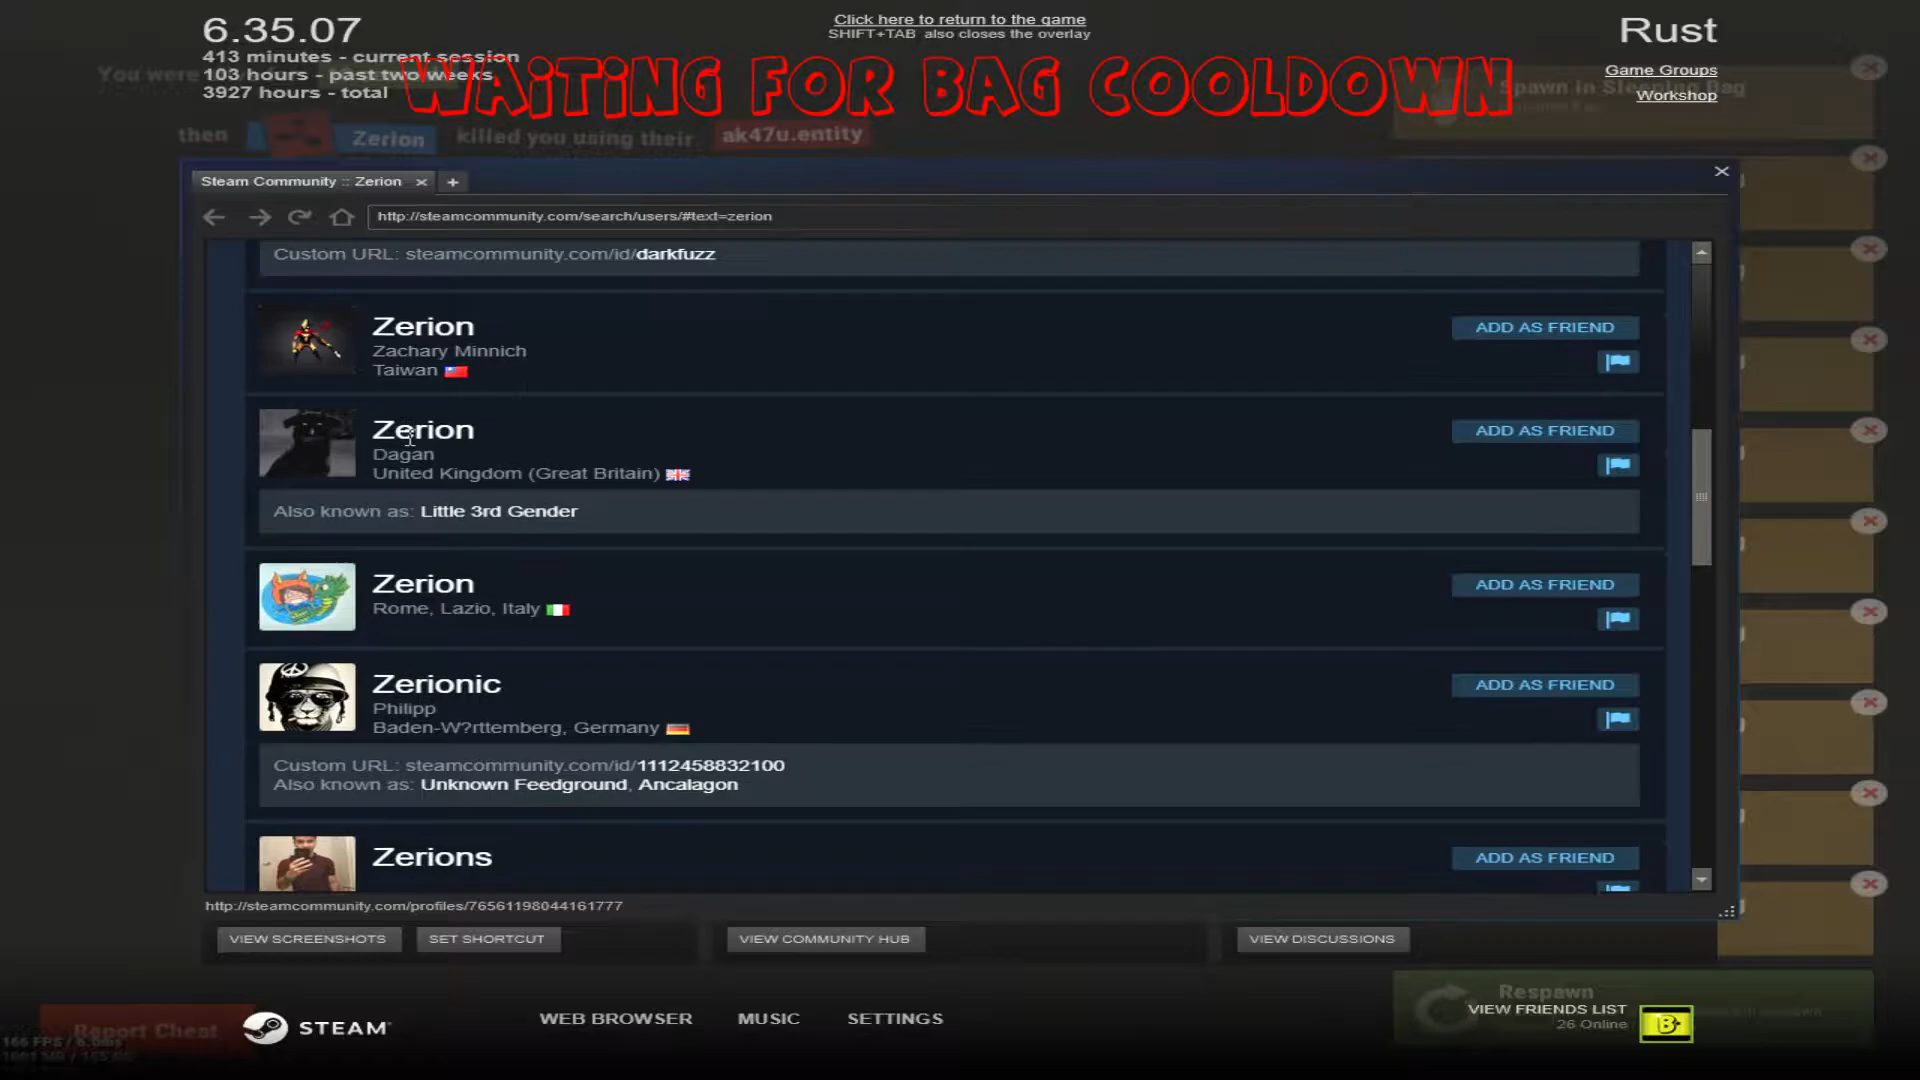 6.35.07
413 minutes - current session
103 hours - past two weeks
3927 hours - total
Click here to return to the game
SHIFT+TAB also closes the overlay
Rust
Game Groups
Workshop
WAITING FOR BAG COOLDOWN
You were
Spawn in Sleeping Bag
then Zerion killed you using their ak47u.entity
Steam Community :: Zerion
http://steamcommunity.com/search/users/#text=zerion
Custom URL: steamcommunity.com/id/darkfuzz
Zerion
Zachary Minnich
Taiwan
ADD AS FRIEND
Zerion
Dagan
United Kingdom (Great Britain)
ADD AS FRIEND
Also known as: Little 3rd Gender
Zerion
Rome, Lazio, Italy
ADD AS FRIEND
Zerionic
Philipp
Baden-W?rttemberg, Germany
ADD AS FRIEND
Custom URL: steamcommunity.com/id/1112458832100
Also known as: Unknown Feedground, Ancalagon
Zerions
ADD AS FRIEND
http://steamcommunity.com/profiles/76561198044161777
VIEW SCREENSHOTS
SET SHORTCUT
VIEW COMMUNITY HUB
VIEW DISCUSSIONS
Report Cheat
STEAM
WEB BROWSER
MUSIC
SETTINGS
Respawn
VIEW FRIENDS LIST
26 Online